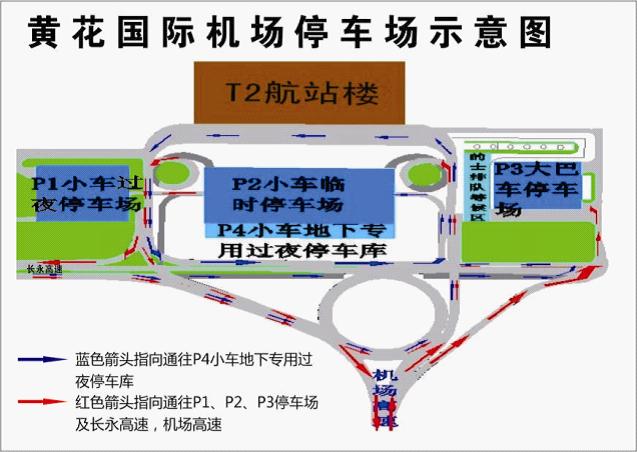 黄花国际机场停车场示意图
T2航站楼
P1小车过
夜停车场
P2小车临
时停车场
P4小车地下专
用过夜停车库
的士排队等候区
P3大巴
车停车
场
长永高速
机场高速
蓝色箭头指向通往P4小车地下专用过
夜停车库
红色箭头指向通往P1、P2、P3停车场
及长永高速，机场高速